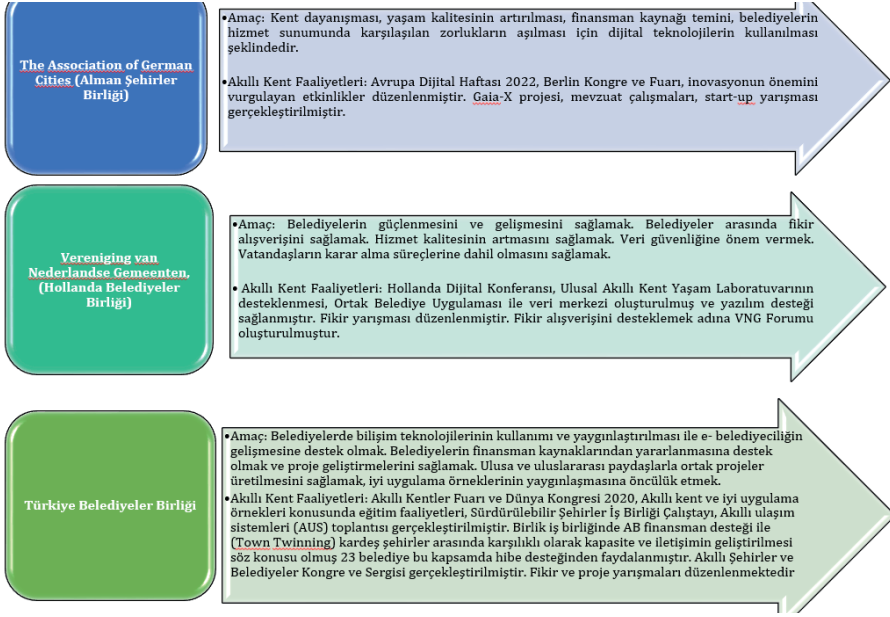 The Association of German
Cities (Alman Şehirler
Birliği)
•Amaç: Kent dayanışması, yaşam kalitesinin artırılması, finansman kaynağı temini, belediyelerin
hizmet sunumunda karşılaşılan zorlukların aşılması için dijital teknolojilerin kullanılması
şeklindedir.
•Akıllı Kent Faaliyetleri: Avrupa Dijital Haftası 2022, Berlin Kongre ve Fuarı, inovasyonun önemini
vurgulayan etkinlikler düzenlenmiştir. Gaia-X projesi, mevzuat çalışmaları, start-up yarışması
gerçekleştirilmiştir.
Vereniging van
Nederlandse Gemeenten,
(Hollanda Belediyeler
Birliği)
•Amaç: Belediyelerin güçlenmesini ve gelişmesini sağlamak. Belediyeler arasında fikir
alışverişini sağlamak. Hizmet kalitesinin artmasını sağlamak. Veri güvenliğine önem vermek.
Vatandaşların karar alma süreçlerine dahil olmasını sağlamak.
• Akıllı Kent Faaliyetleri: Hollanda Dijital Konferansı, Ulusal Akıllı Kent Yaşam Laboratuvarının
desteklenmesi, Ortak Belediye Uygulaması ile veri merkezi oluşturulmuş ve yazılım desteği
sağlanmıştır. Fikir yarışması düzenlenmiştir. Fikir alışverişini desteklemek adına VNG Forumu
oluşturulmuştur.
Türkiye Belediyeler Birliği
•Amaç: Belediyelerde bilişim teknolojilerinin kullanımı ve yaygınlaştırılması ile e- belediyeciliğin
gelişmesine destek olmak. Belediyelerin finansman kaynaklarından yararlanmasına destek
olmak ve proje geliştirmelerini sağlamak. Ulusa ve uluslararası paydaşlarla ortak projeler
üretilmesini sağlamak, iyi uygulama örneklerinin yaygınlaşmasına öncülük etmek.
•Akıllı Kent Faaliyetleri: Akıllı Kentler Fuarı ve Dünya Kongresi 2020, Akıllı kent ve iyi uygulama
örnekleri konusunda eğitim faaliyetleri, Sürdürülebilir Şehirler İş Birliği Çalıştayı, Akıllı ulaşım
sistemleri (AUS) toplantısı gerçekleştirilmiştir. Birlik iş birliğinde AB finansman desteği ile
(Town Twinning) kardeş şehirler arasında karşılıklı olarak kapasite ve iletişimin geliştirilmesi
söz konusu olmuş 23 belediye bu kapsamda hibe desteğinden faydalanmıştır. Akıllı Şehirler ve
Belediyeler Kongre ve Sergisi gerçekleştirilmiştir. Fikir ve proje yarışmaları düzenlenmektedir